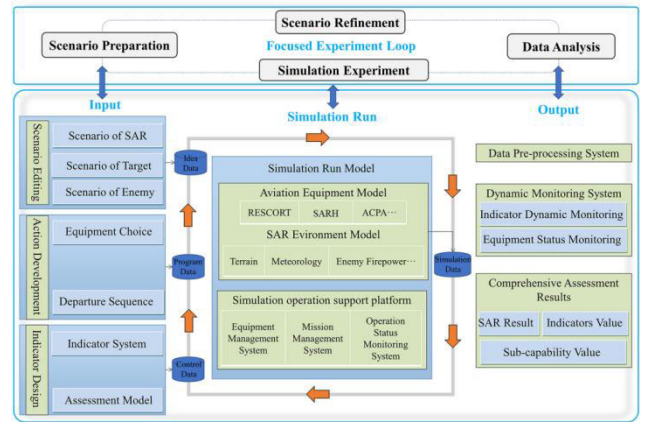 Scenario Refinement
Scenario Preparation
Focused Experiment Loop
Data Analysis
Simulation Experiment
Input
Simulation Run
Output
Scenario Editing
Scenario of SAR
Scenario of Target
Scenario of Enemy
Idea
Data
Action Development
Equipment Choice
Departure Sequence
Program
Data
Indicator Design
Indicator System
Assessment Model
Control
Data
Simulation Run Model
Aviation Equipment Model
RESCORT
SARH
ACPA···
SAR Evironment Model
Terrain
Meteorology
Enemy Firepower···
Simulation operation support platform
Equipment
Management
System
Mission
Management
System
Operation
Status
Monitoring
System
Simulation
Data
Data Pre-processing System
Dynamic Monitoring System
Indicator Dynamic Monitoring
Equipment Status Monitoring
Comprehensive Assessment
Results
SAR Result
Indicators Value
Sub-capability Value